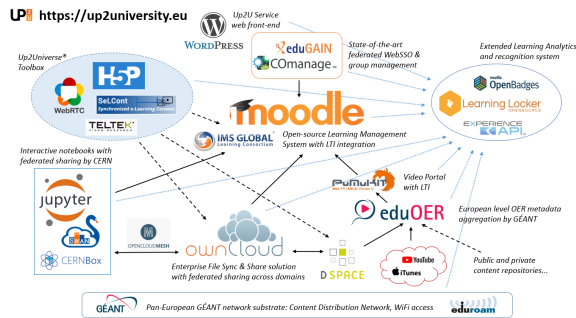 UP2U https://up2university.eu
WORDPRESS
Up2U Service
web front-end
eduGAIN
COmanage
State-of-the-art
federated WebSSO &
group management
Extended Learning Analytics
and recognition system
Up2Universe®
Toolbox
WebRTC
H5P
SeLCont
Synchronized e-Learning Content
TELTEK
VIDEO RESEARCH
mozilla
OpenBadges
Learning Locker
OPENSOURCE
EXPERIENCE
API
moodle
IMS GLOBAL
Learning Consortium
Open-source Learning Management
System with LTI integration
Interactive notebooks with
federated sharing by CERN
jupyter
SWAN
CERNBox
OPENCLOUDMESH
ownCloud
Enterprise File Sync & Share solution
with federated sharing across domains
PuMuKIT
Video Portal
with LTI
eduOER
European level OER metadata
aggregation by GÉANT
DSPACE
YouTube
iTunes
Public and private
content repositories...
GÉANT
Pan-European GÉANT network substrate: Content Distribution Network, WiFi access
eduroam